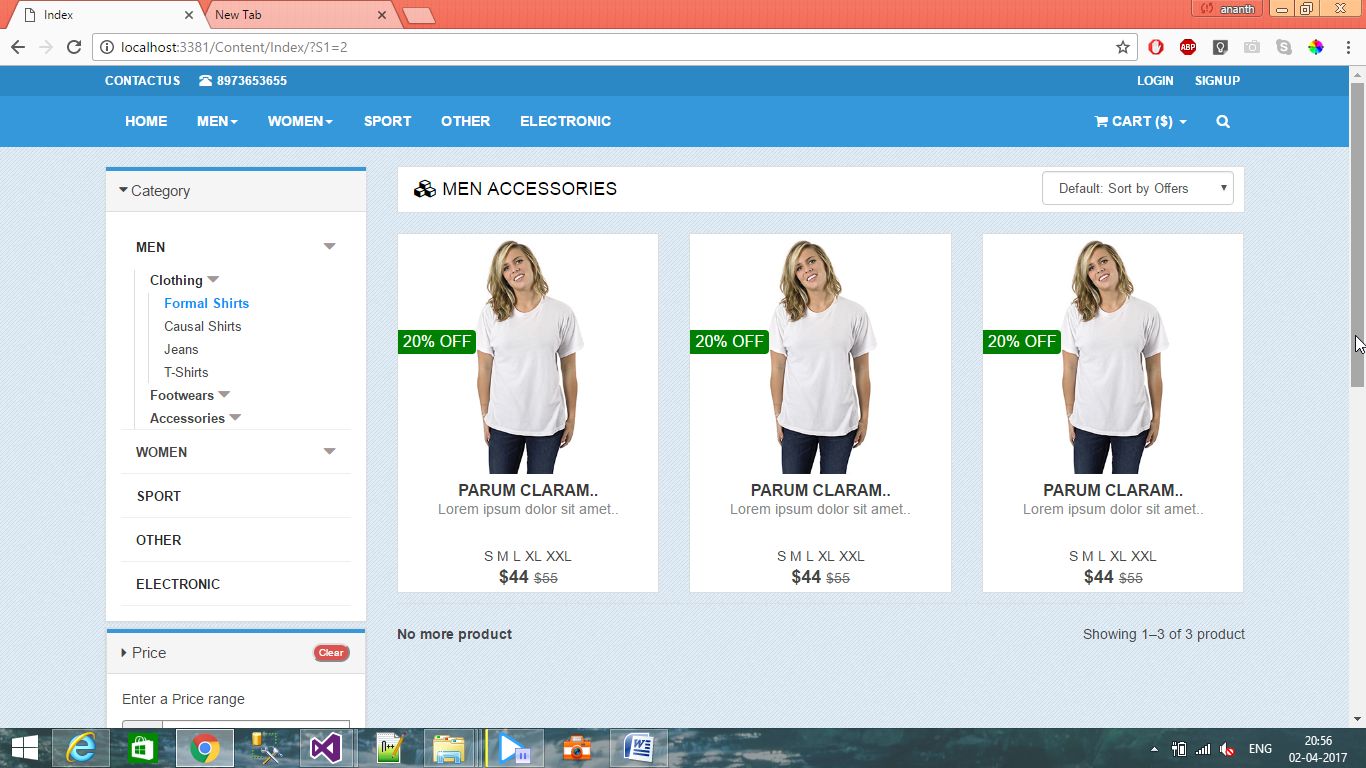 Index
New Tab
ananth
localhost:3381/Content/Index/?S1=2
ABP
CONTACTUS 8973653655
LOGIN SIGNUP
HOME MEN WOMEN SPORT OTHER ELECTRONIC
CART ($)
Category
MEN
Clothing
Formal Shirts
Causal Shirts
Jeans
T-Shirts
Footwears
Accessories
WOMEN
SPORT
OTHER
ELECTRONIC
Price
Clear
Enter a Price range
MEN ACCESSORIES
Default: Sort by Offers
20% OFF
PARUM CLARAM..
Lorem ipsum dolor sit amet..
S M L XL XXL
$44 $55
20% OFF
PARUM CLARAM..
Lorem ipsum dolor sit amet..
S M L XL XXL
$44 $55
20% OFF
PARUM CLARAM..
Lorem ipsum dolor sit amet..
S M L XL XXL
$44 $55
No more product
Showing 1–3 of 3 product
ENG
20:56
02-04-2017